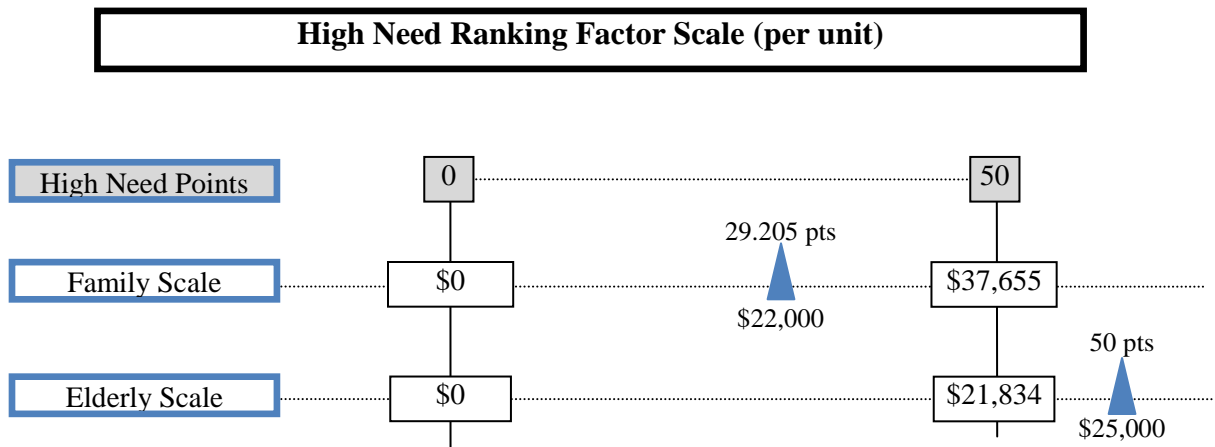 High Need Ranking Factor Scale (per unit)
High Need Points
0
50
29.205 pts
Family Scale
$0
$37,655
$22,000
50 pts
Elderly Scale
$0
$21,834
$25,000